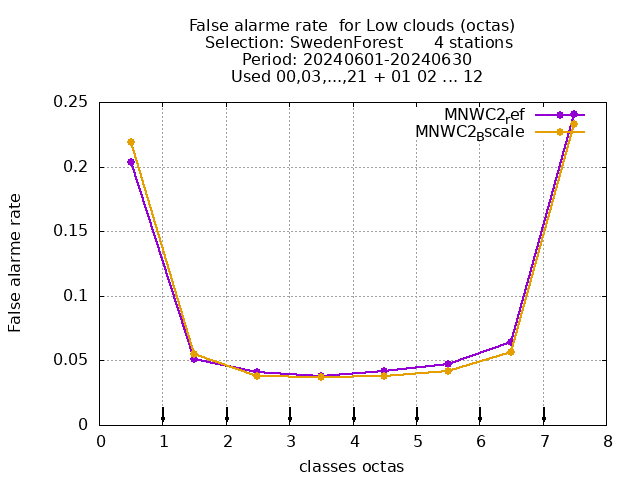 False alarme rate  for Low clouds (octas)
Selection: SwedenForest      4 stations
Period: 20240601-20240630
Used 00,03,...,21 + 01 02 ... 12
MNWC2ref
MNWC2Bscale
False alarme rate
0.25
0.2
0.15
0.1
0.05
0
0 1 2 3 4 5 6 7 8
classes octas